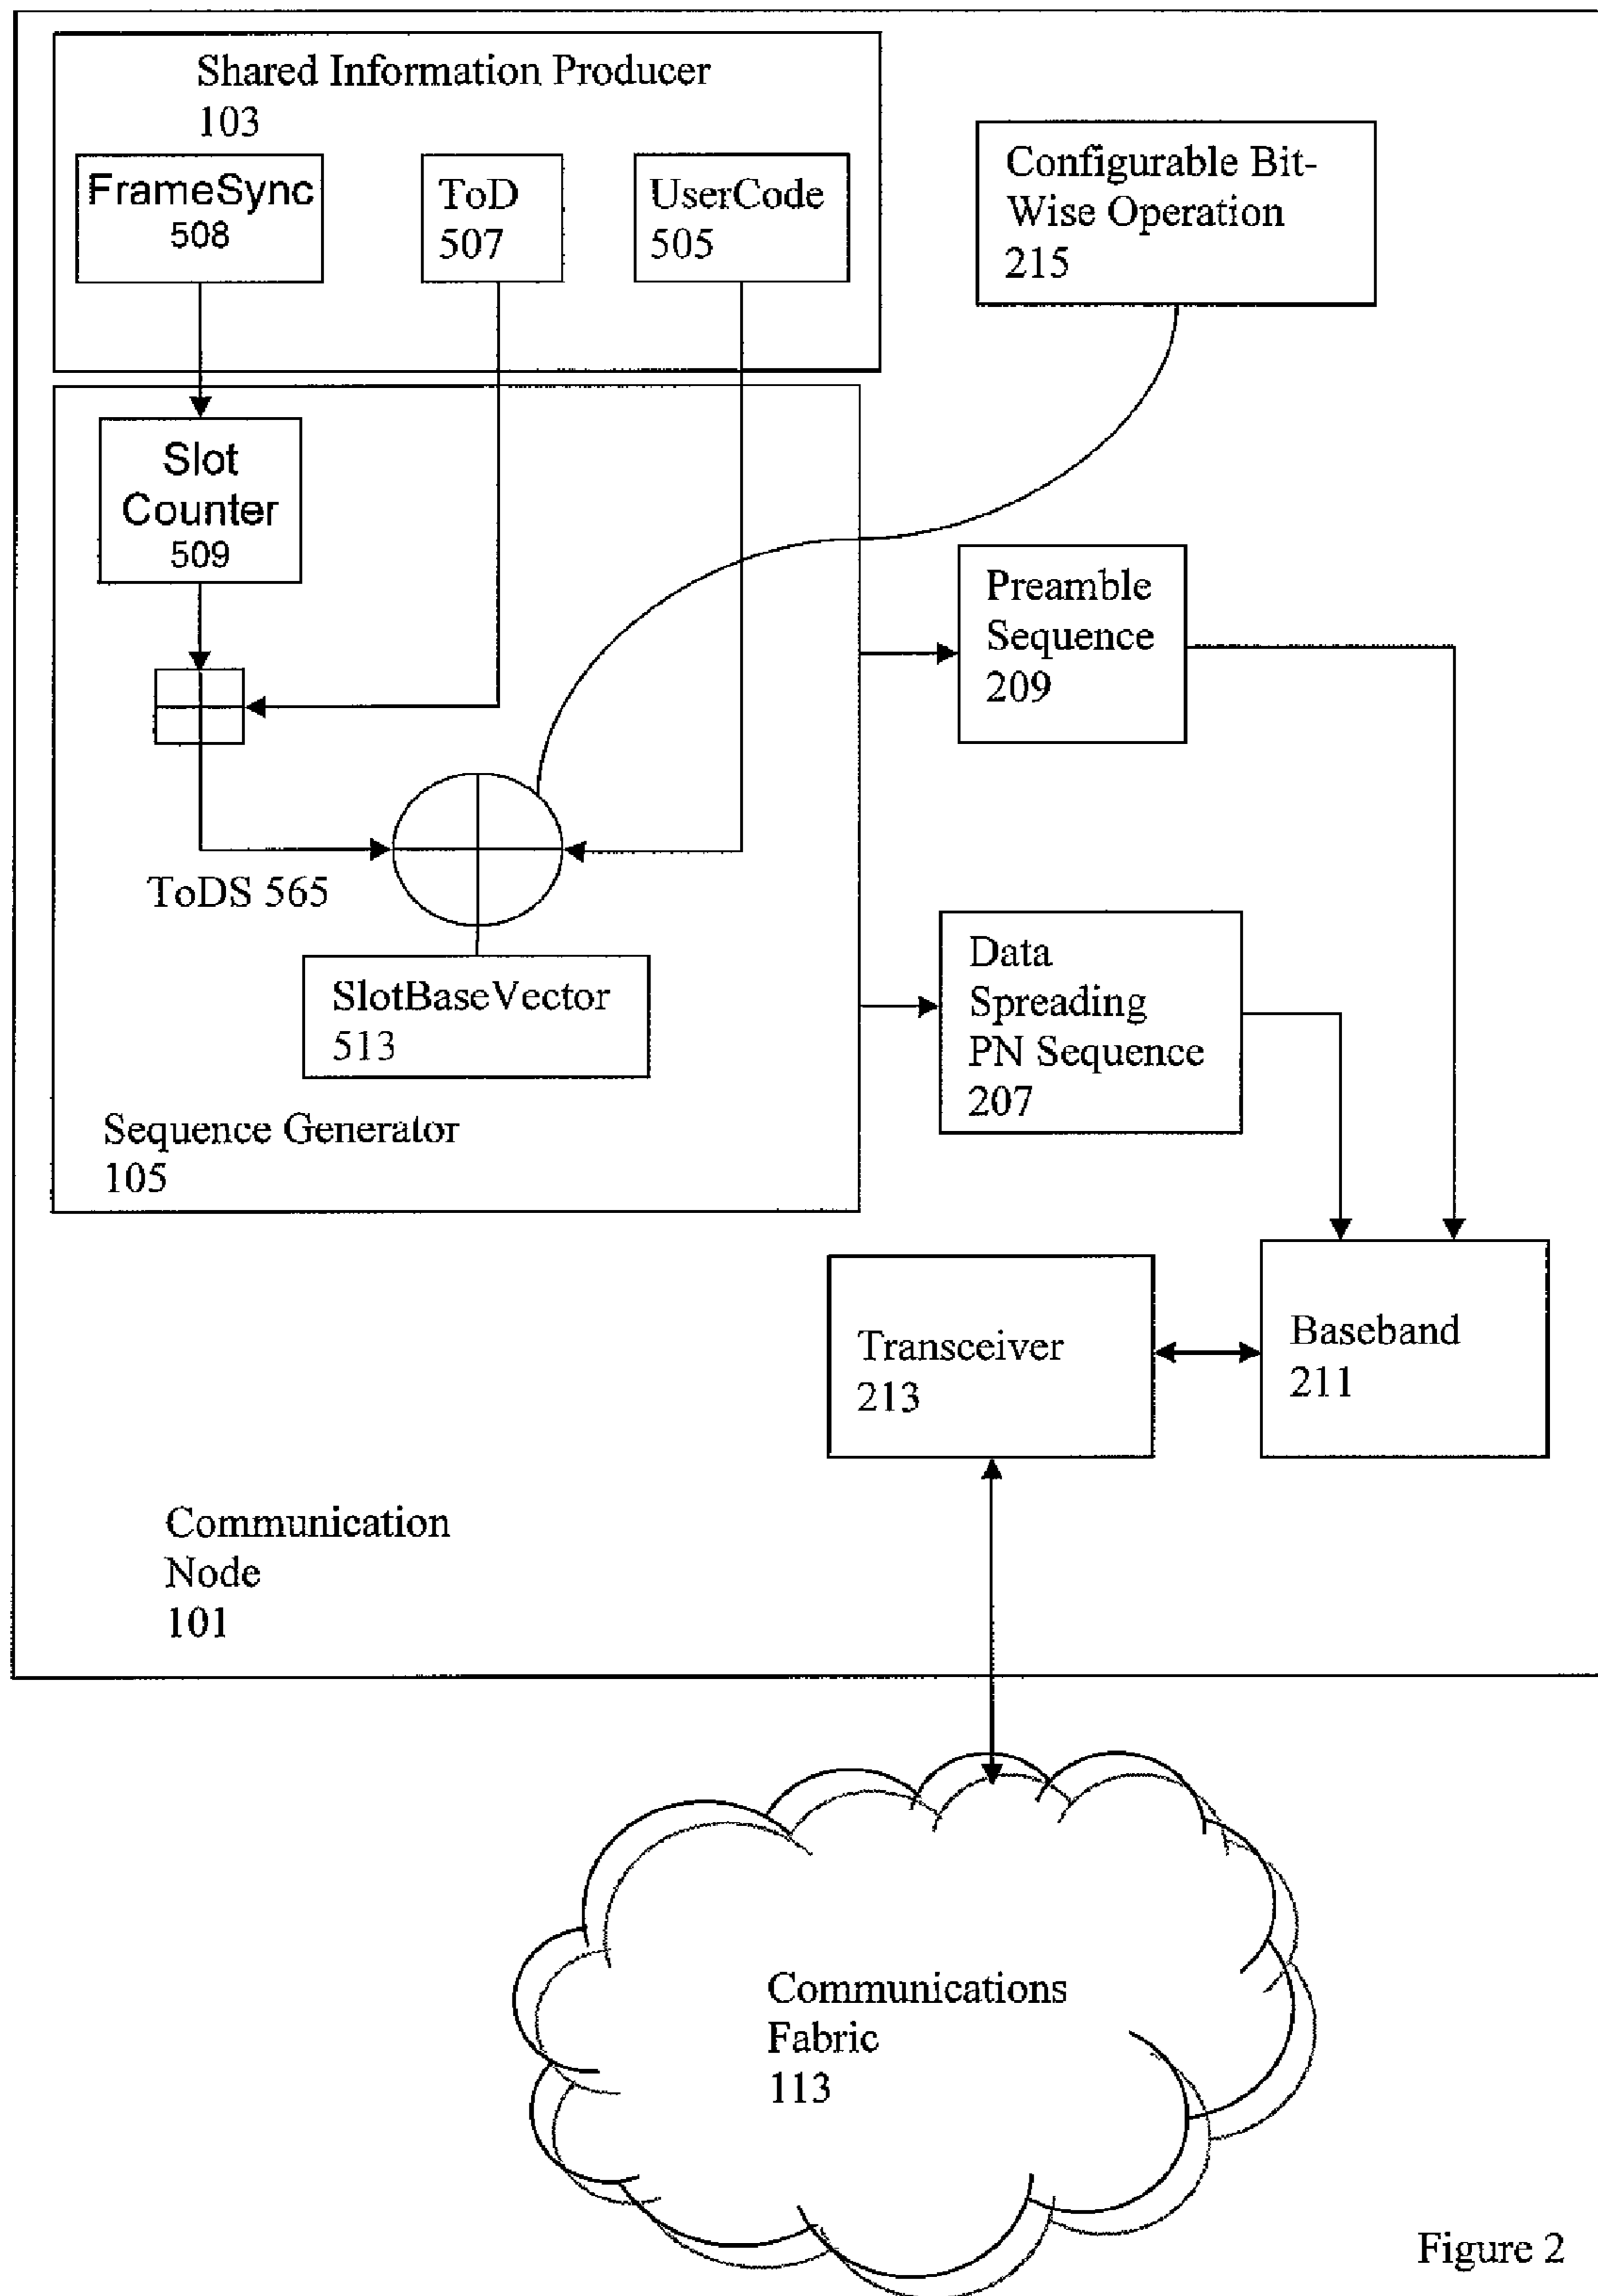 Shared Information Producer
103
FrameSync
508
ToD
507
UserCode
505
Configurable Bit-
Wise Operation
215
Slot
Counter
509
Preamble
Sequence
209
ToDS 565
SlotBaseVector
513
Data
Spreading
PN Sequence
207
Sequence Generator
105
Transceiver
213
Baseband
211
Communication
Node
101
Communications
Fabric
113
Figure 2